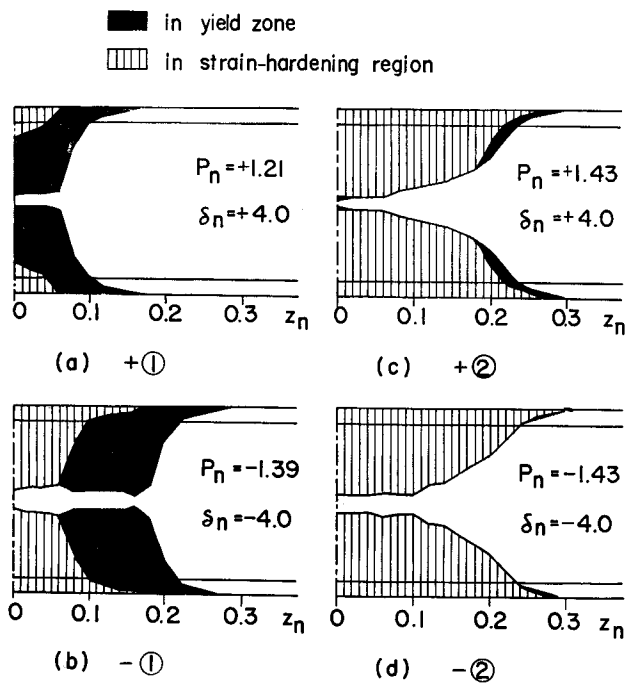 in yield zone
in strain-hardening region
Pn=+1.21
δn=+4.0
0 0.1 0.2 0.3 zn
(a) +①
Pn=+1.43
δn=+4.0
0 0.1 0.2 0.3 zn
(c) +②
Pn=-1.39
δn=-4.0
0 0.1 0.2 0.3 zn
(b) -①
Pn=-1.43
δn=-4.0
0 0.1 0.2 0.3 zn
(d) -②